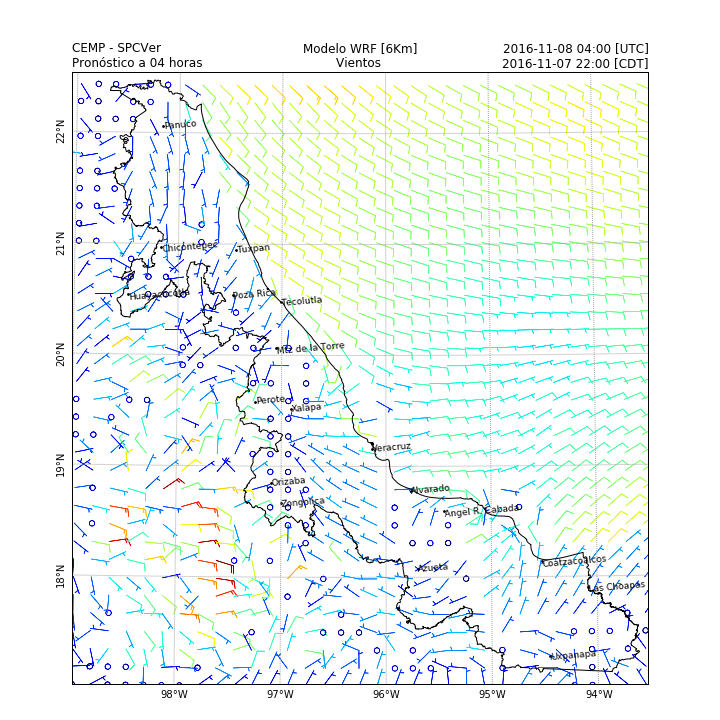 CEMP - SPCVer Modelo WRF [6Km] 2016-11-08 04:00 [UTC]
Pronóstico a 04 horas Vientos 2016-11-07 22:00 [CDT]
22°N
Panuco
21°N
Chicontepec
Tuxpan
Huayacocotla
Poza Rica
Tecolutla
20°N
Mtz de la Torre
Perote
Xalapa
Veracruz
19°N
Orizaba
Alvarado
Zongolica
Angel R. Cabada
Coatzacoalcos
Azueta
18°N
Las Choapas
Uxpanapa
98°W 97°W 96°W 95°W 94°W